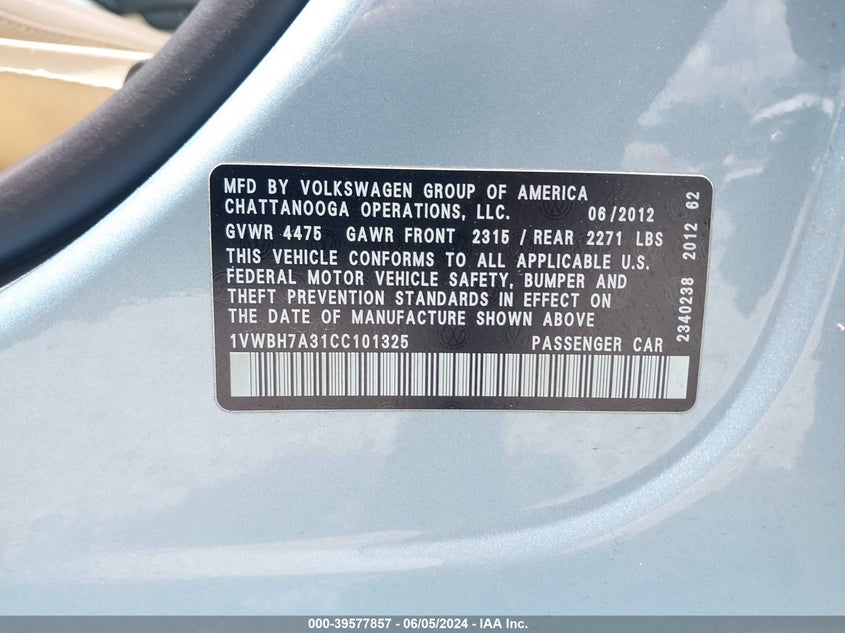 MFD BY VOLKSWAGEN GROUP OF AMERICA
CHATTANOOGA OPERATIONS, LLC. 06/2012
GVWR 4475 GAWR FRONT 2315 / REAR 2271 LBS
THIS VEHICLE CONFORMS TO ALL APPLICABLE U.S.
FEDERAL MOTOR VEHICLE SAFETY, BUMPER AND
THEFT PREVENTION STANDARDS IN EFFECT ON
THE DATE OF MANUFACTURE SHOWN ABOVE
1VWBH7A31CC101325 PASSENGER CAR
2340238 2012 62
000-39577857 - 06/05/2024 - IAA Inc.